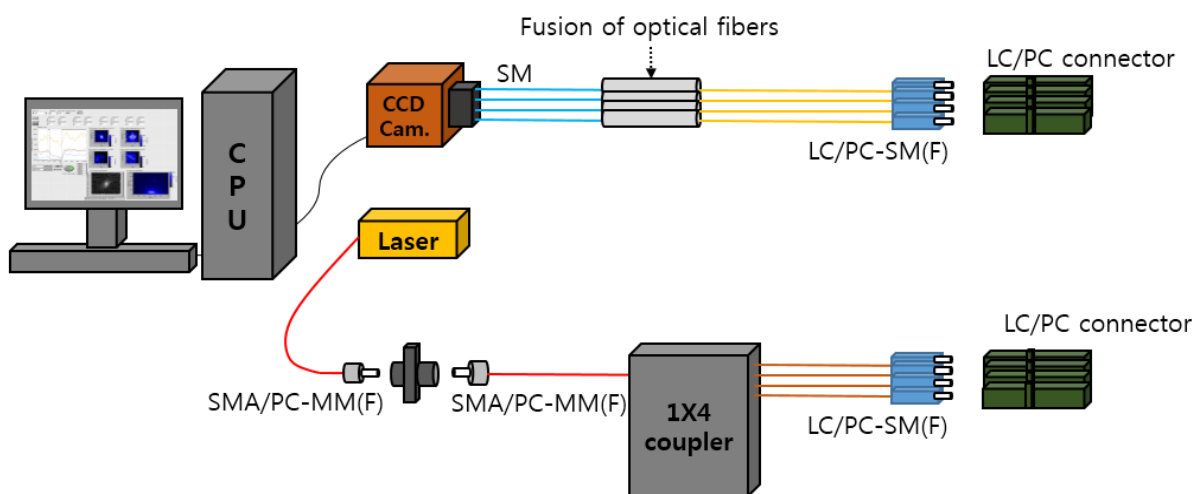 Fusion of optical fibers
SM
LC/PC connector
CCD
Cam.
LC/PC-SM(F)
C
P
U
Laser
LC/PC connector
SMA/PC-MM(F)
SMA/PC-MM(F)
1X4
coupler
LC/PC-SM(F)